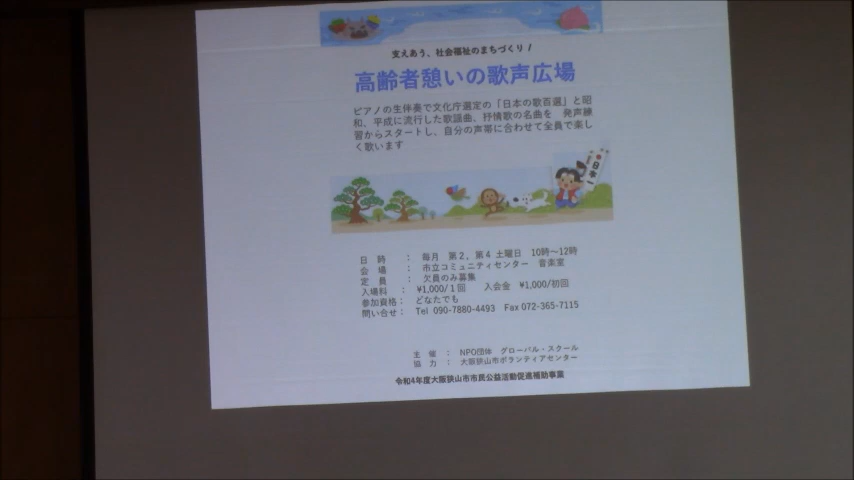 支えあう、社会福祉のまちづくり！
高齢者憩いの歌声広場
ピアノの生伴奏で文化庁選定の「日本の歌百選」と昭
和、平成に流行した歌謡曲、抒情歌の名曲を　発声練
習からスタートし、自分の声帯に合わせて全員で楽し
く歌います
日本一
日　時　：　毎月　第２，第４ 土曜日　10時～12時
会　場　：　市立コミュニティセンター　音楽室
定　員　：　欠員のみ募集
入場料　：　¥1,000/１回　　入会金　¥1,000/初回
参加資格：　どなたでも
問い合せ：　Tel 090-7880-4493　Fax 072-365-7115
主　催　：　NPO団体　グローバル・スクール
協　力　：　大阪狭山市ボランティアセンター
令和4年度大阪狭山市市民公益活動促進補助事業